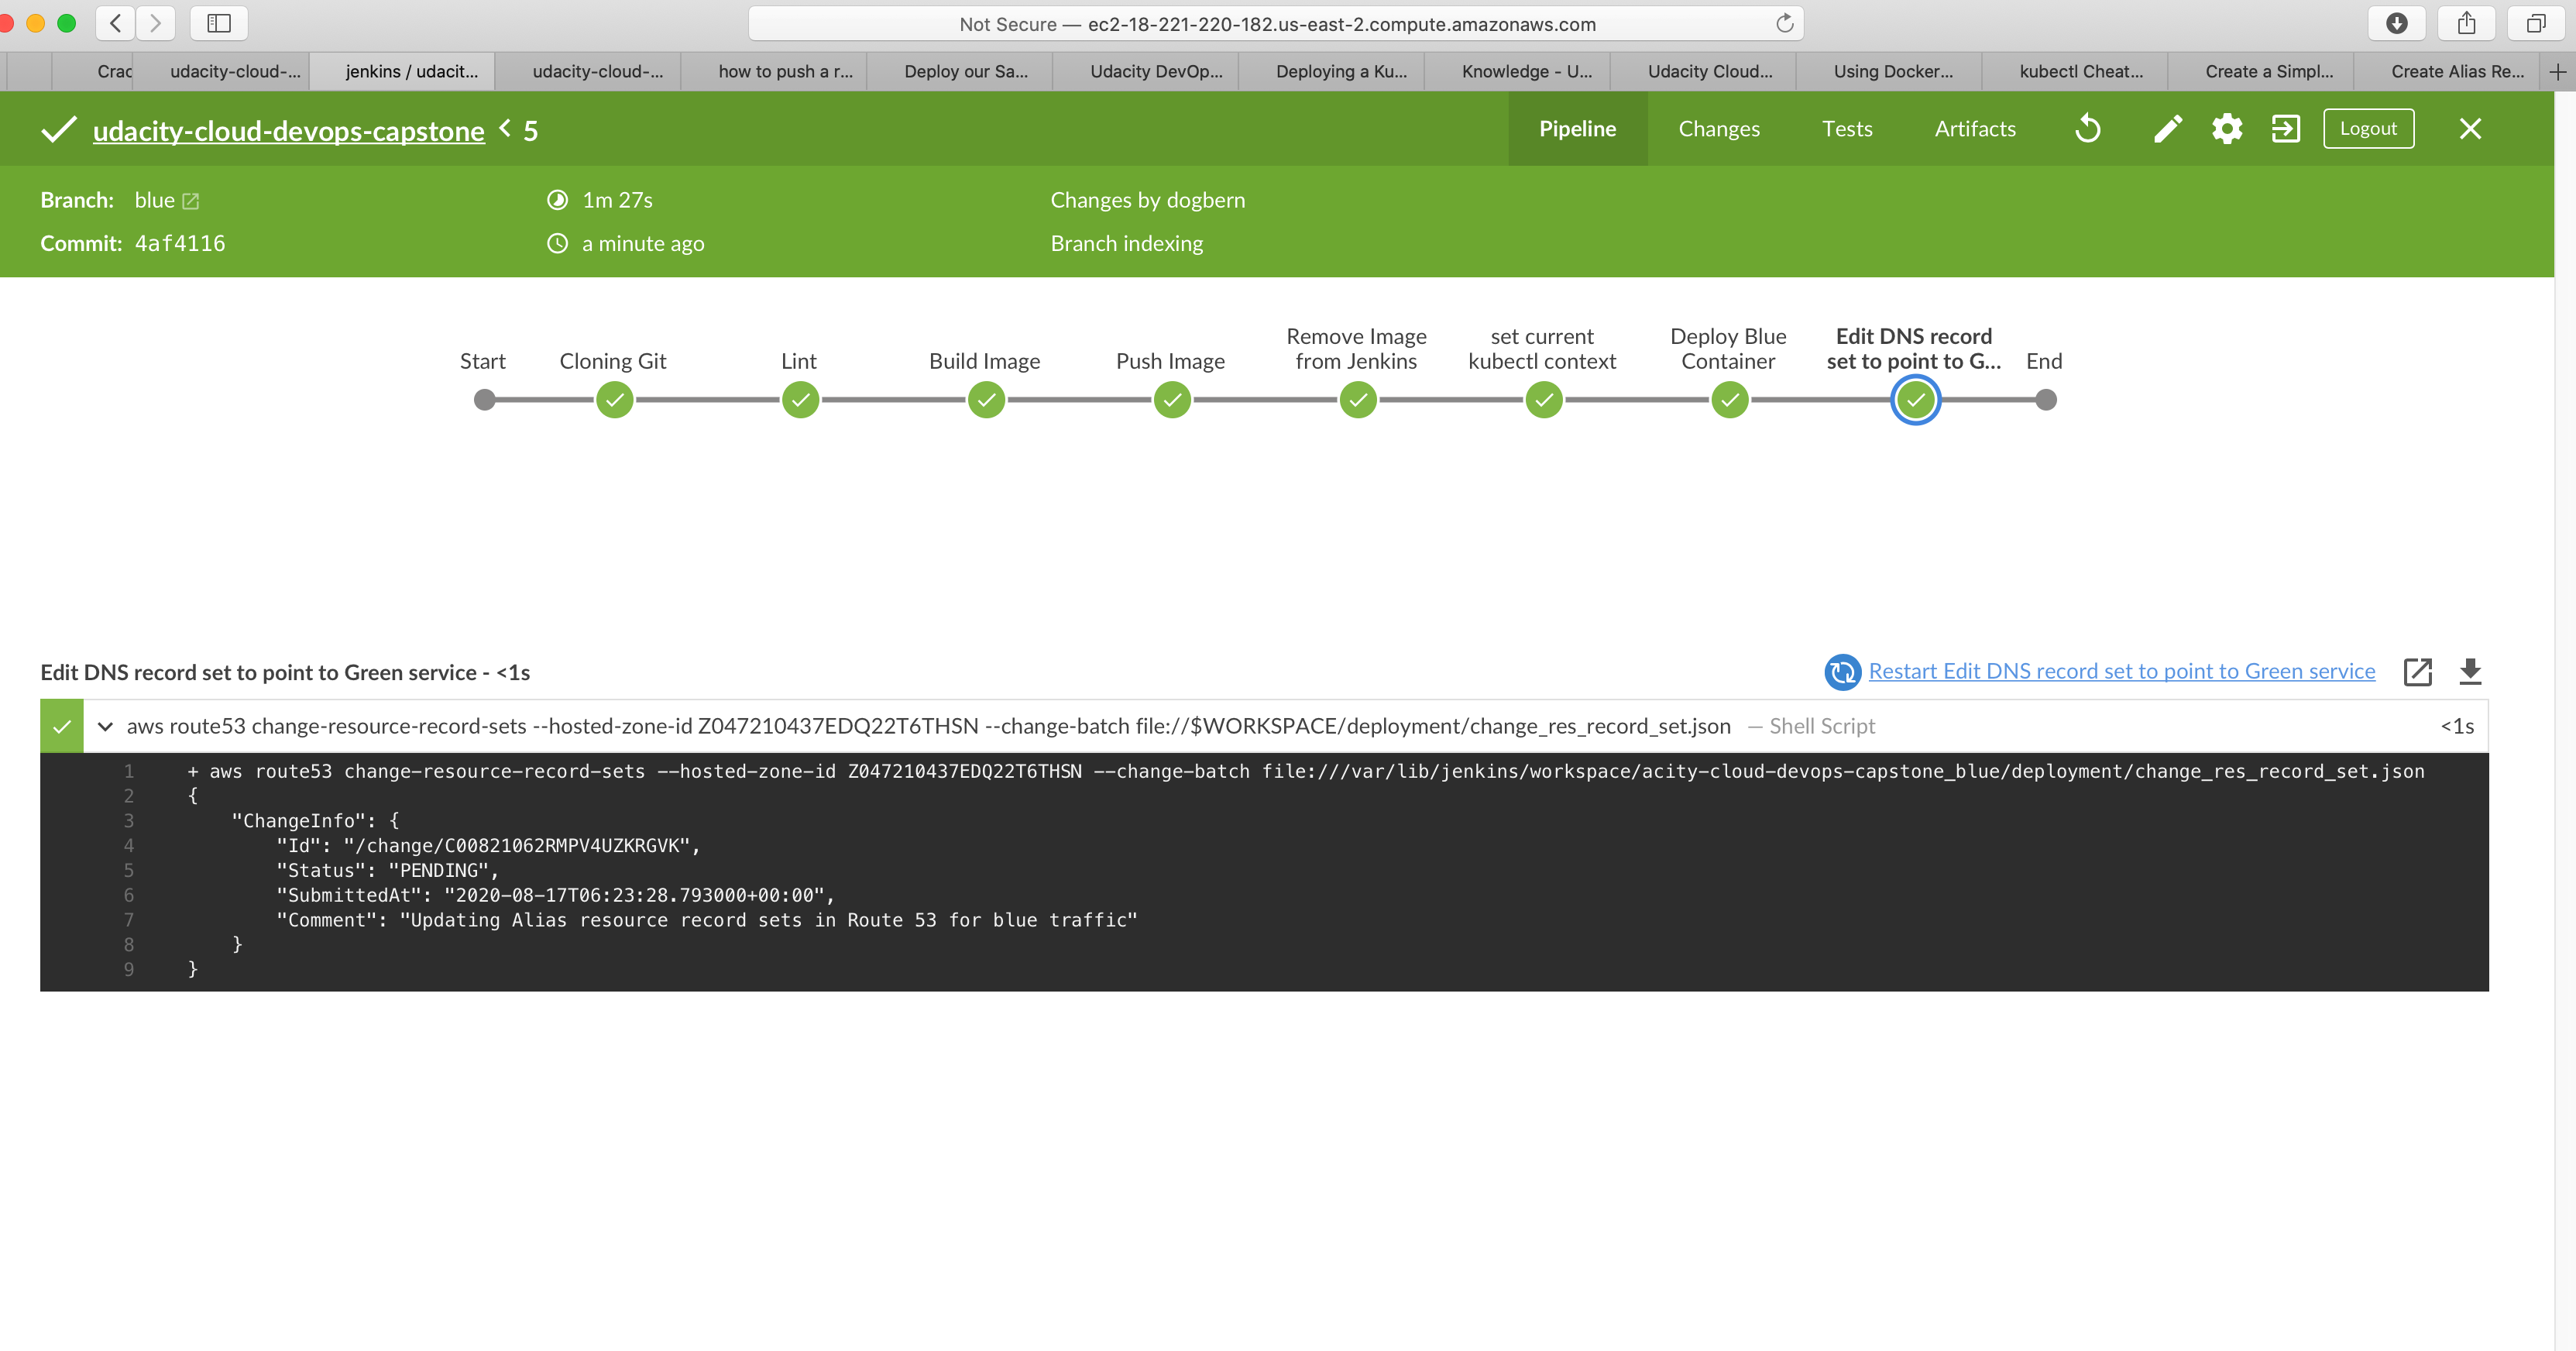 Not Secure — ec2-18-221-220-182.us-east-2.compute.amazonaws.com
Crac udacity-cloud-... jenkins / udacit... udacity-cloud-... how to push a r... Deploy our Sa... Udacity DevOp... Deploying a Ku... Knowledge - U... Udacity Cloud... Using Docker... kubectl Cheat... Create a Simpl... Create Alias Re...
udacity-cloud-devops-capstone < 5 Pipeline Changes Tests Artifacts Logout
Branch: blue 1m 27s Changes by dogbern
Commit: 4af4116 a minute ago Branch indexing
Start
Cloning Git
Lint
Build Image
Push Image
Remove Image
from Jenkins
set current
kubectl context
Deploy Blue
Container
Edit DNS record
set to point to G...
End
Edit DNS record set to point to Green service - <1s Restart Edit DNS record set to point to Green service
aws route53 change-resource-record-sets --hosted-zone-id Z047210437EDQ22T6THSN --change-batch file://$WORKSPACE/deployment/change_res_record_set.json — Shell Script <1s
1 + aws route53 change-resource-record-sets --hosted-zone-id Z047210437EDQ22T6THSN --change-batch file:///var/lib/jenkins/workspace/acity-cloud-devops-capstone_blue/deployment/change_res_record_set.json
2 {
3 "ChangeInfo": {
4 "Id": "/change/C00821062RMPV4UZKRGVK",
5 "Status": "PENDING",
6 "SubmittedAt": "2020-08-17T06:23:28.793000+00:00",
7 "Comment": "Updating Alias resource record sets in Route 53 for blue traffic"
8 }
9 }